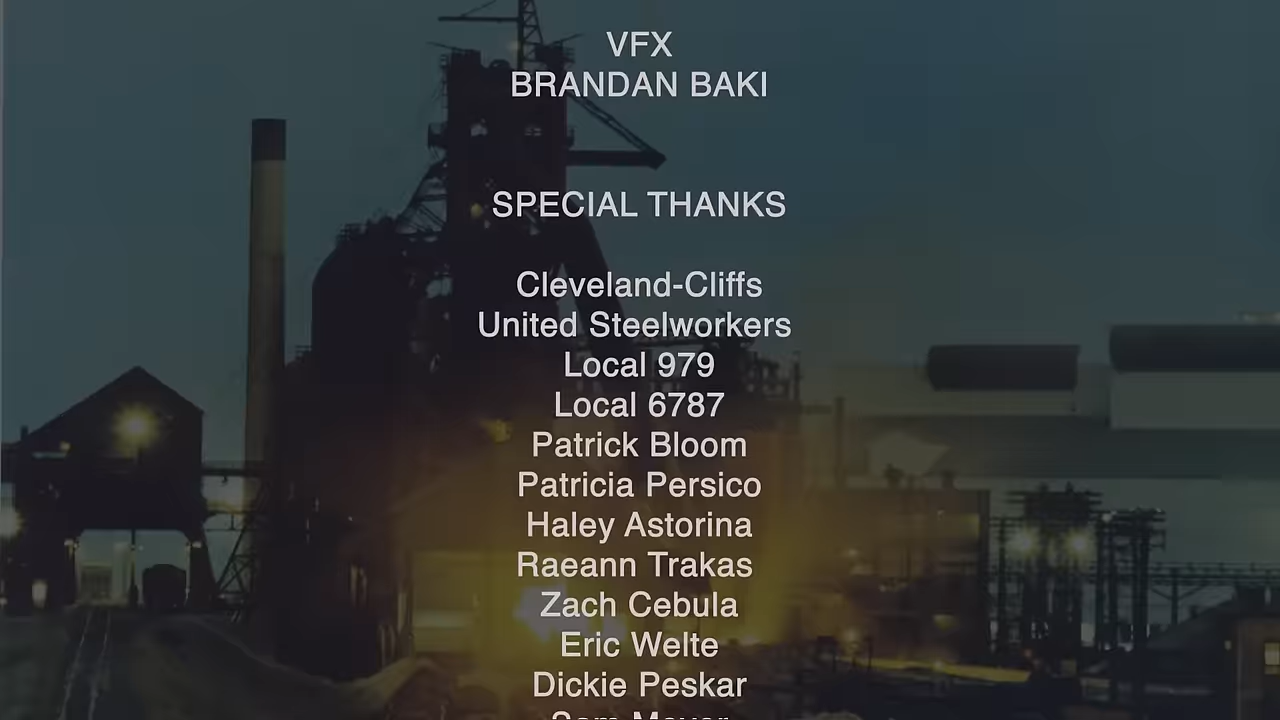 VFX
BRANDAN BAKI
SPECIAL THANKS
Cleveland-Cliffs
United Steelworkers
Local 979
Local 6787
Patrick Bloom
Patricia Persico
Haley Astorina
Raeann Trakas
Zach Cebula
Eric Welte
Dickie Peskar